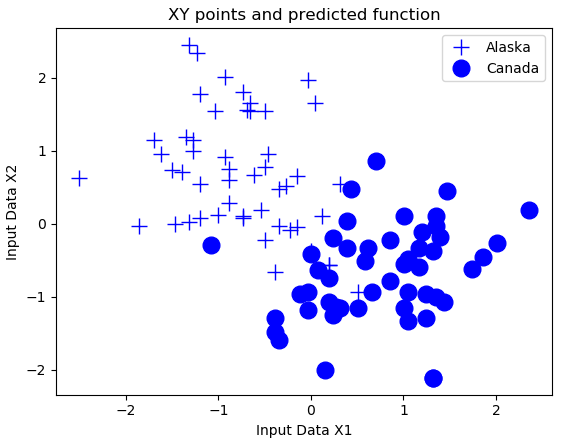 XY points and predicted function
Alaska
Canada
Input Data X2
2
1
0
−1
−2
−2
−1
0
1
2
Input Data X1